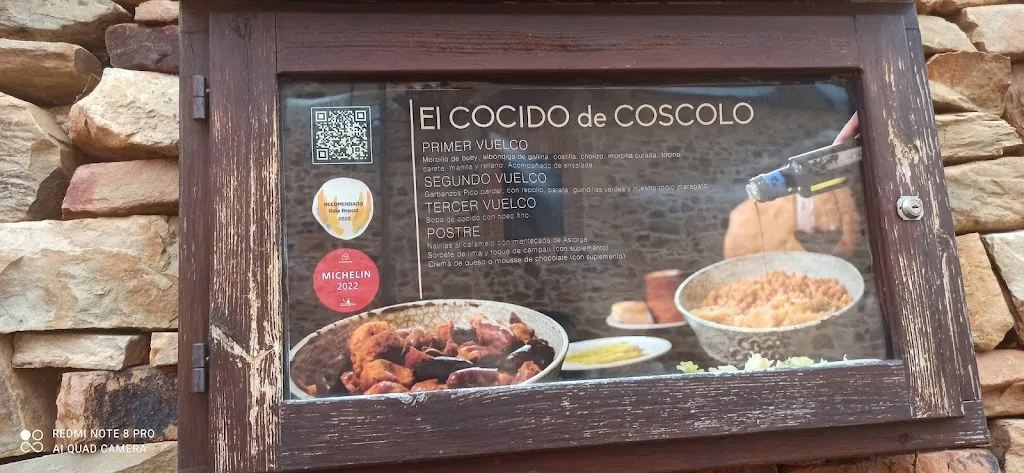 El COCIDO de COSCOLO
PRIMER VUELCO
Morcillo de buey, albóndiga de gallina, costilla, chorizo, morcilla curada, tocino
careta, manita y relleno. Acompañado de ensalada
SEGUNDO VUELCO
Garbanzos Pico pardal, con repollo, patata, guindillas verdes y nuestro mojo maragato
TERCER VUELCO
Sopa de cocido con fideo fino.
POSTRE
Natillas al caramelo con mantecada de Astorga
Sorbete de lima y toque de campari (con suplemento)
Crema de queso o mousse de chocolate (con suplemento)
RECOMENDADO
Guía Repsol
2022
MICHELIN
2022
REDMI NOTE 8 PRO
AI QUAD CAMERA